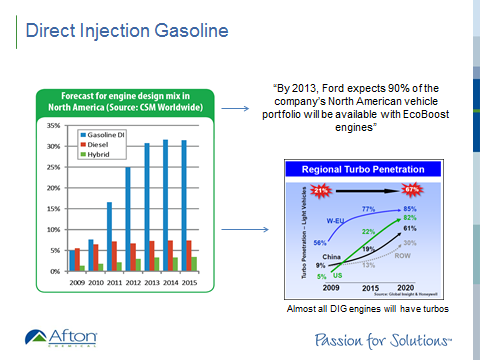 Direct Injection Gasoline
Forecast for engine design mix in
North America (Source: CSM Worldwide)
35%
30%
25%
20%
15%
10%
5%
0%
Gasoline DI
Diesel
Hybrid
2009 2010 2011 2012 2013 2014 2015
“By 2013, Ford expects 90% of the
company’s North American vehicle
portfolio will be available with EcoBoost
engines”
Regional Turbo Penetration
Turbo Penetration – Light Vehicles
21%
67%
77%
85%
82%
W-EU
22%
61%
56%
19%
30%
China
9%
13%
ROW
5%
US
2009 2015 2020
Source: Global Insight & Honeywell
Almost all DIG engines will have turbos
Afton
CHEMICAL
Passion for Solutions™